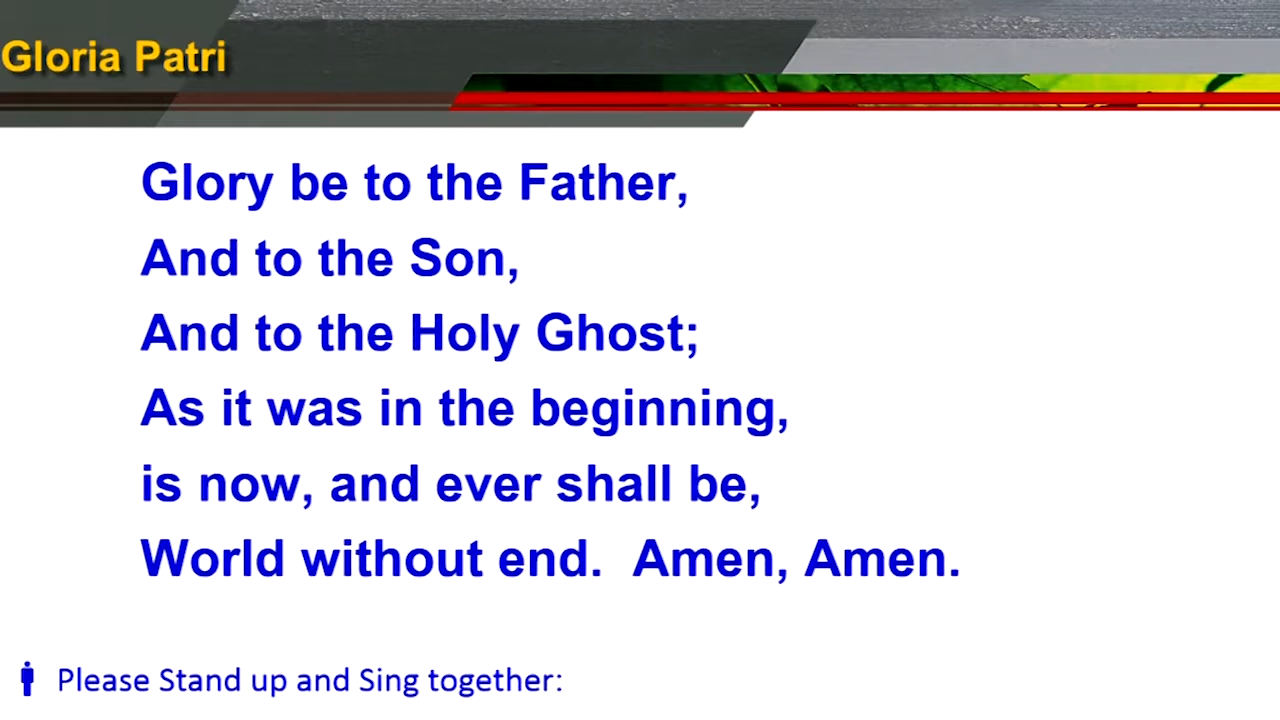 Gloria Patri
Glory be to the Father,
And to the Son,
And to the Holy Ghost;
As it was in the beginning,
is now, and ever shall be,
World without end.  Amen, Amen.
Please Stand up and Sing together: